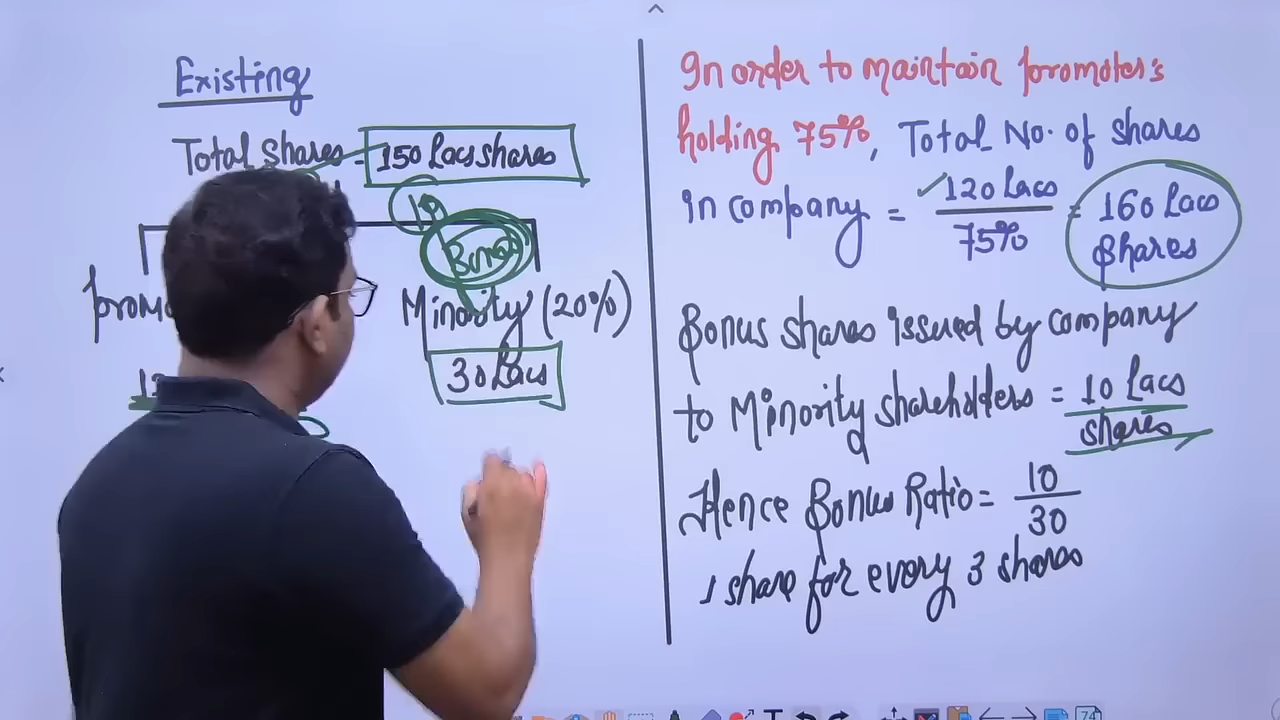 Existing
Total Shares = 150 Lacs shares
10
Bonus
Minority (20%)
30 Lacs
In order to maintain promoter's
holding 75%, Total No. of shares
in company = 120 Lacs / 75% = 160 Lacs shares
Bonus shares issued by company
to Minority shareholders = 10 Lacs
shares
Hence Bonus Ratio = 10/30
1 share for every 3 shares
74